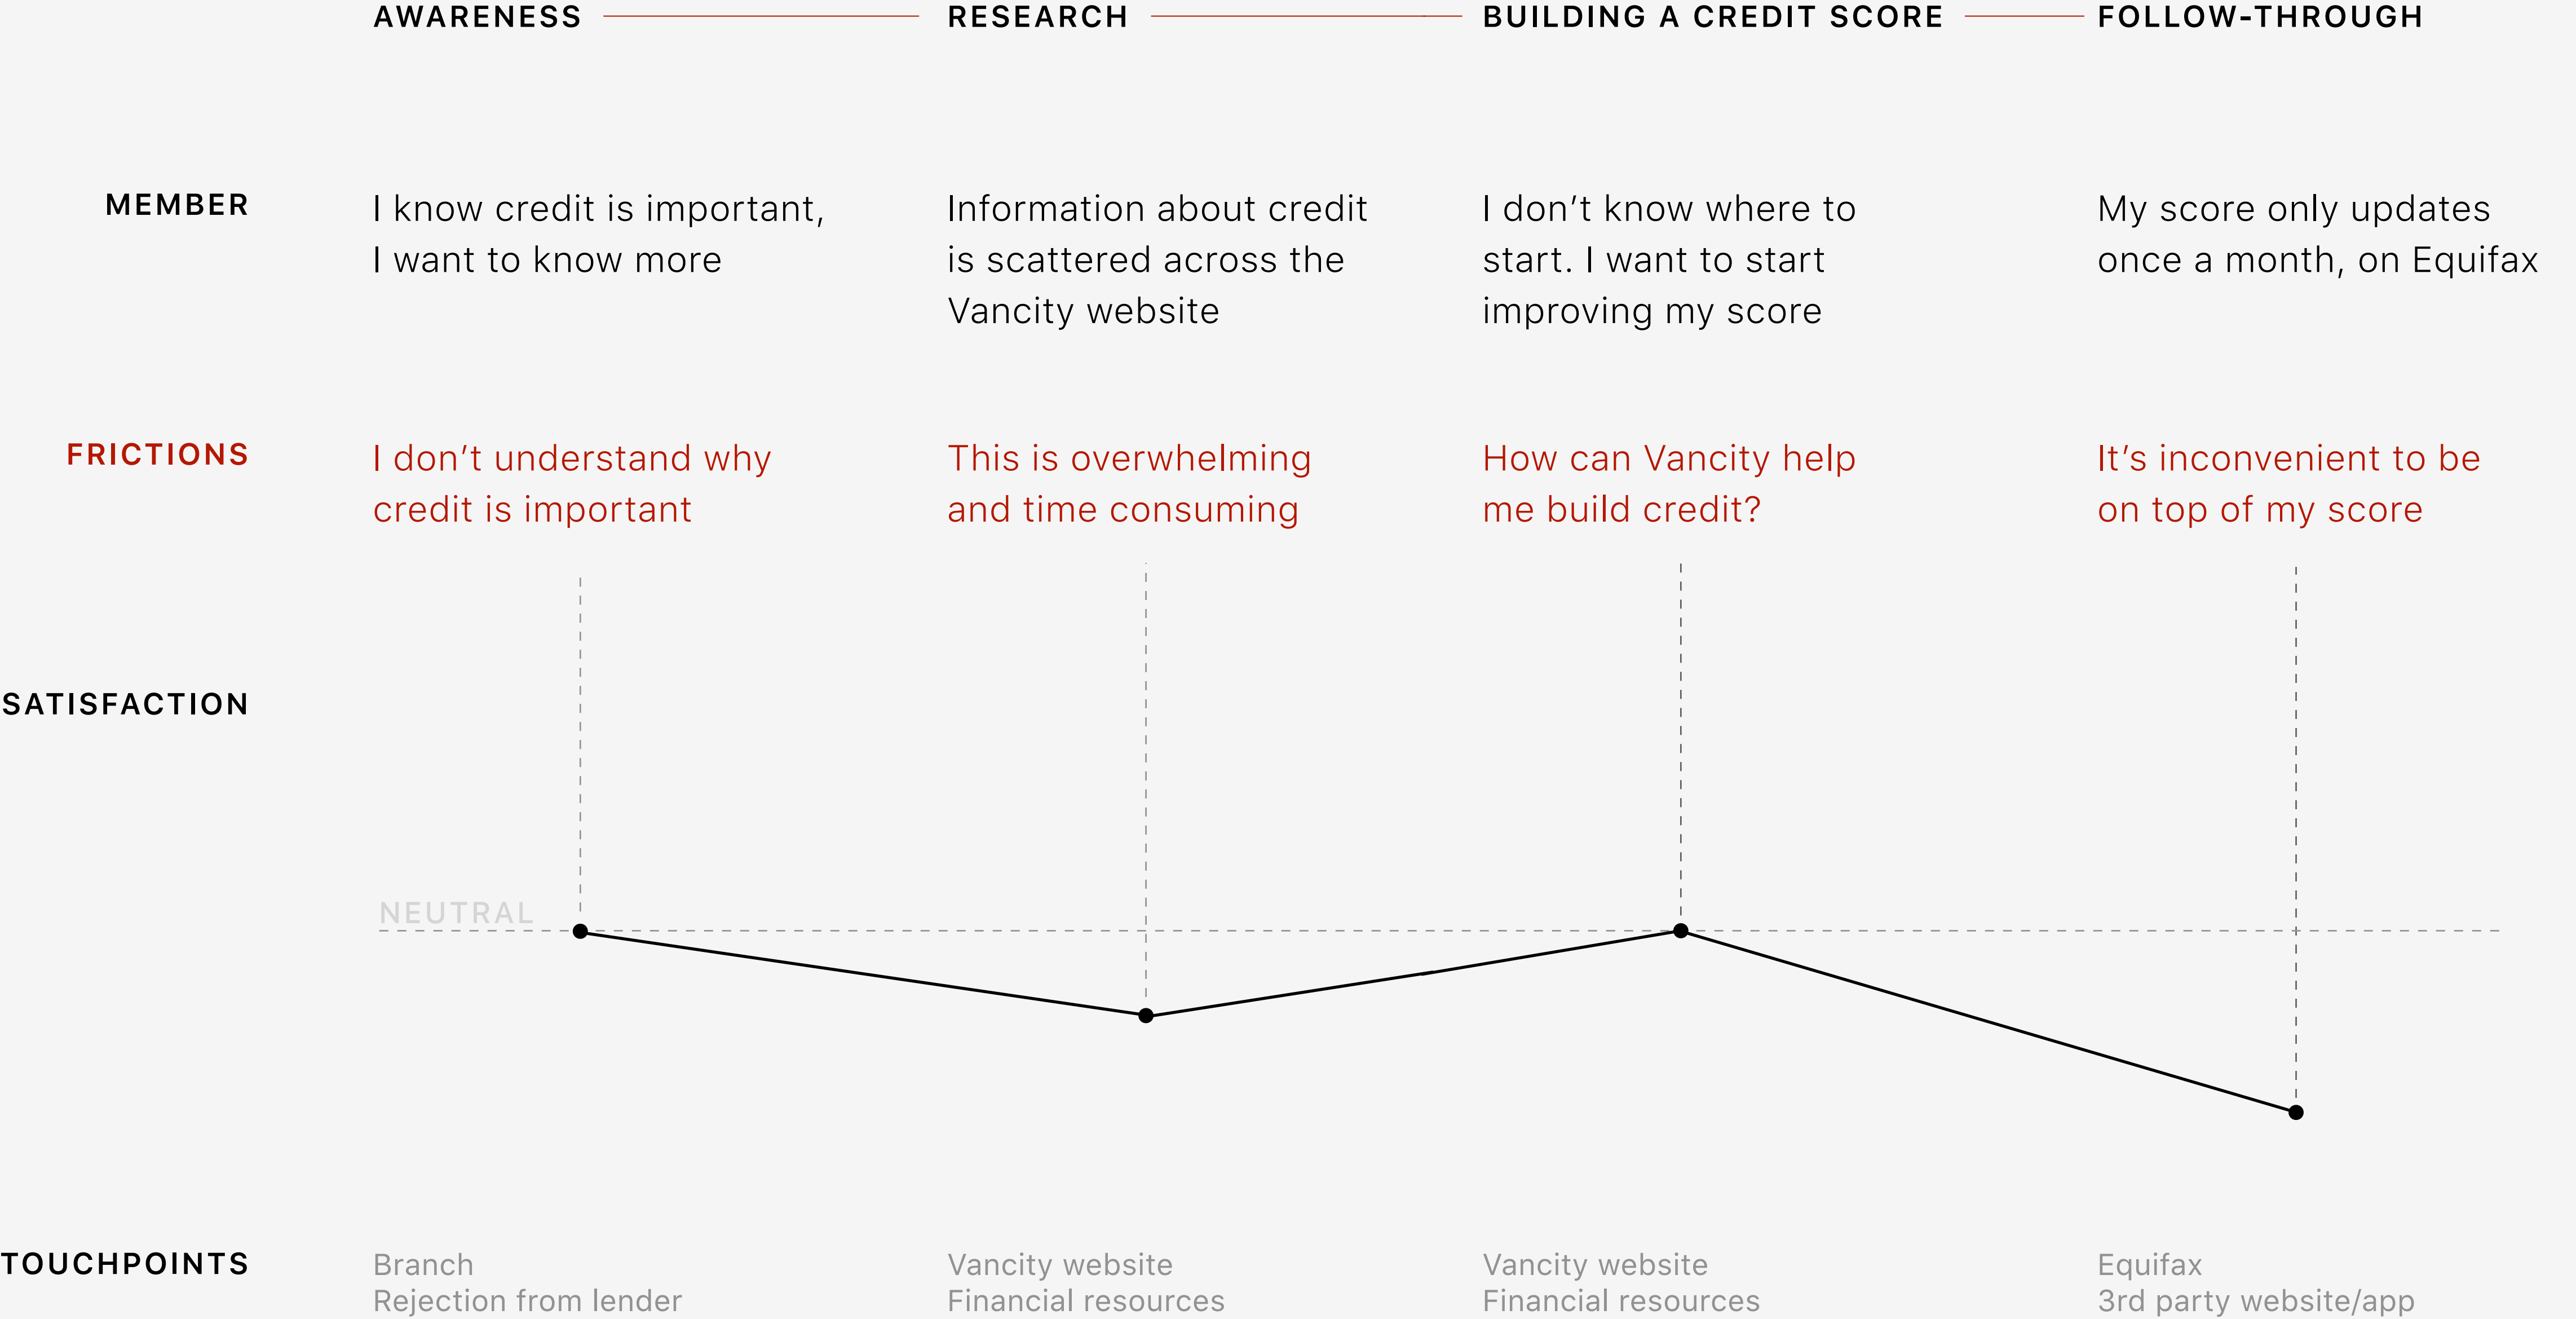 AWARENESS
RESEARCH
BUILDING A CREDIT SCORE
FOLLOW-THROUGH
MEMBER
I know credit is important,
I want to know more
Information about credit
is scattered across the
Vancity website
I don’t know where to
start. I want to start
improving my score
My score only updates
once a month, on Equifax
FRICTIONS
I don’t understand why
credit is important
This is overwhelming
and time consuming
How can Vancity help
me build credit?
It’s inconvenient to be
on top of my score
SATISFACTION
NEUTRAL
TOUCHPOINTS
Branch
Rejection from lender
Vancity website
Financial resources
Vancity website
Financial resources
Equifax
3rd party website/app